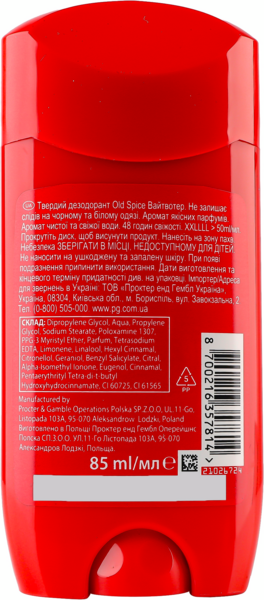 UA Твердий дезодорант Old Spice Вайтвотер. Не залишає
слідів на чорному та білому одязі. Аромат якісних парфумів.
Аромат чистої та свіжої води. 48 годин свіжості. XXLLLL > 50ml/мл.
Прокрутіть диск, щоб висунути продукт. Нанесіть на зону пахв.
Небезпека ЗБЕРІГАТИ В МІСЦІ, НЕДОСТУПНОМУ ДЛЯ ДІТЕЙ
Не наносити на ушкоджену та запалену шкіру. При появі
подразнення припинити використання. Дати виготовлення та
кінцевого терміну придатності див. на упаковці. Імпортер/Адреса
для звернень в Україні: ТОВ «Проктер енд Гембл Україна»
Україна, 08304, Київська обл., м. Бориспіль, вул. Завокзальна, 2
Тел. (0-800) 505-000. www.pg.com.ua
СКЛАД: Dipropylene Glycol, Aqua, Propylene
Glycol, Sodium Stearate, Poloxamine 1307,
PPG-3 Myristyl Ether, Parfum, Tetrasodium
EDTA, Limonene, Linalool, Hexyl Cinnamal,
Citronellol, Geraniol, Benzyl Salicylate, Citral,
Alpha-Isomethyl Ionone, Eugenol, Cinnamal,
Pentaerythrityl Tetra-di-t-butyl
Hydroxyhydrocinnamate, CI 60725, CI 61565
Manufactured by
Procter & Gamble Operations Polska SP.Z O.O., UL.11-Go.
Listopada 103A, 95-070 Aleksandrow Lodzki, Poland
Виготовлено в Польщі Проктер енд Гембл Оперейшнс
Полска СП.З О.О. УЛ.11-Го Лістопада 103А, 95-070
Александров Лодзкі, Польща.
5
PP
8 700216 357814
85 ml/мл e
21026724